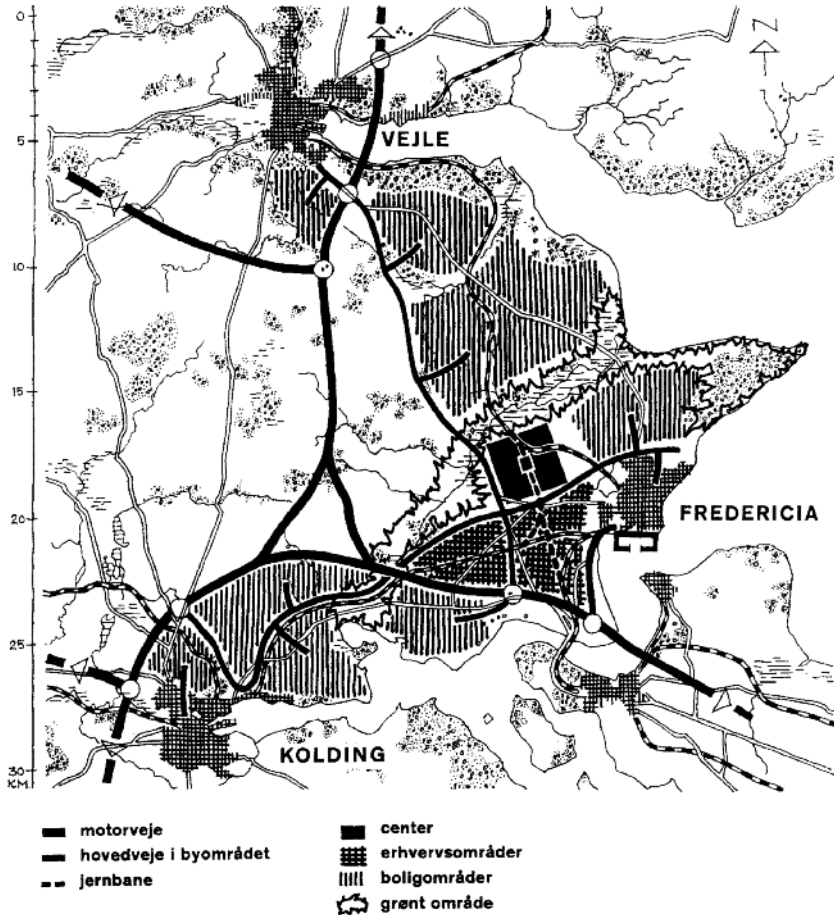 0
N
5
VEJLE
10
15
20
FREDERICIA
25
KOLDING
30
KM.
motorveje
hovedveje i byområdet
jernbane
center
erhvervsområder
boligområder
grønt område